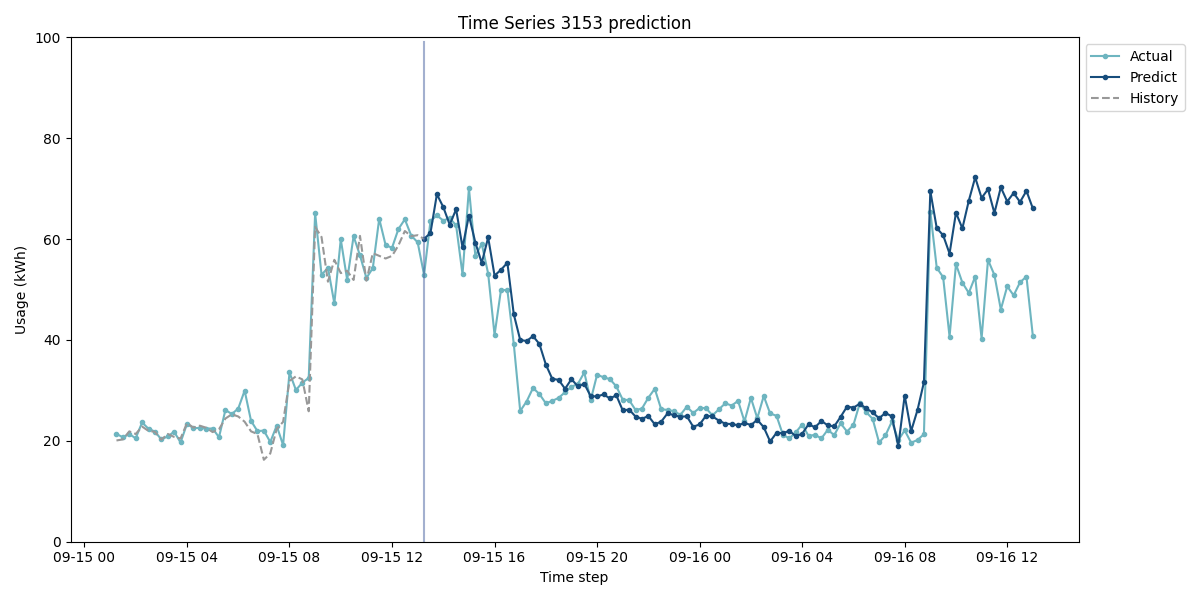 Time Series 3153 prediction
Usage (kWh)
100
80
60
40
20
0
09-15 00
09-15 04
09-15 08
09-15 12
09-15 16
09-15 20
09-16 00
09-16 04
09-16 08
09-16 12
Time step
Actual
Predict
History